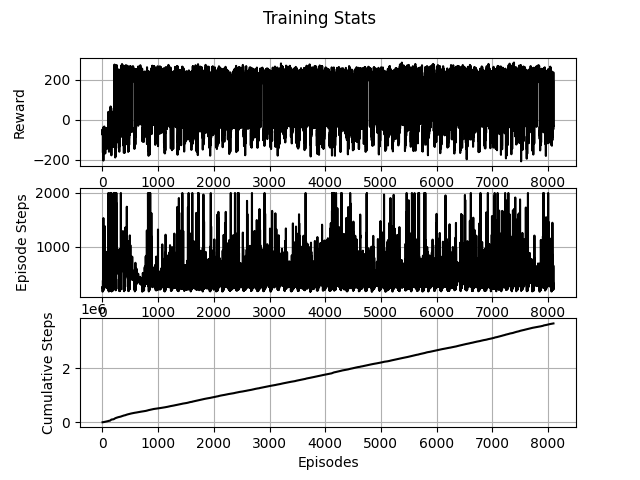 Training Stats
Reward
200
0
−200
0 1000 2000 3000 4000 5000 6000 7000 8000
Episode Steps
2000
1000
0 1000 2000 3000 4000 5000 6000 7000 8000
1e6
Cumulative Steps
2
0
0 1000 2000 3000 4000 5000 6000 7000 8000
Episodes